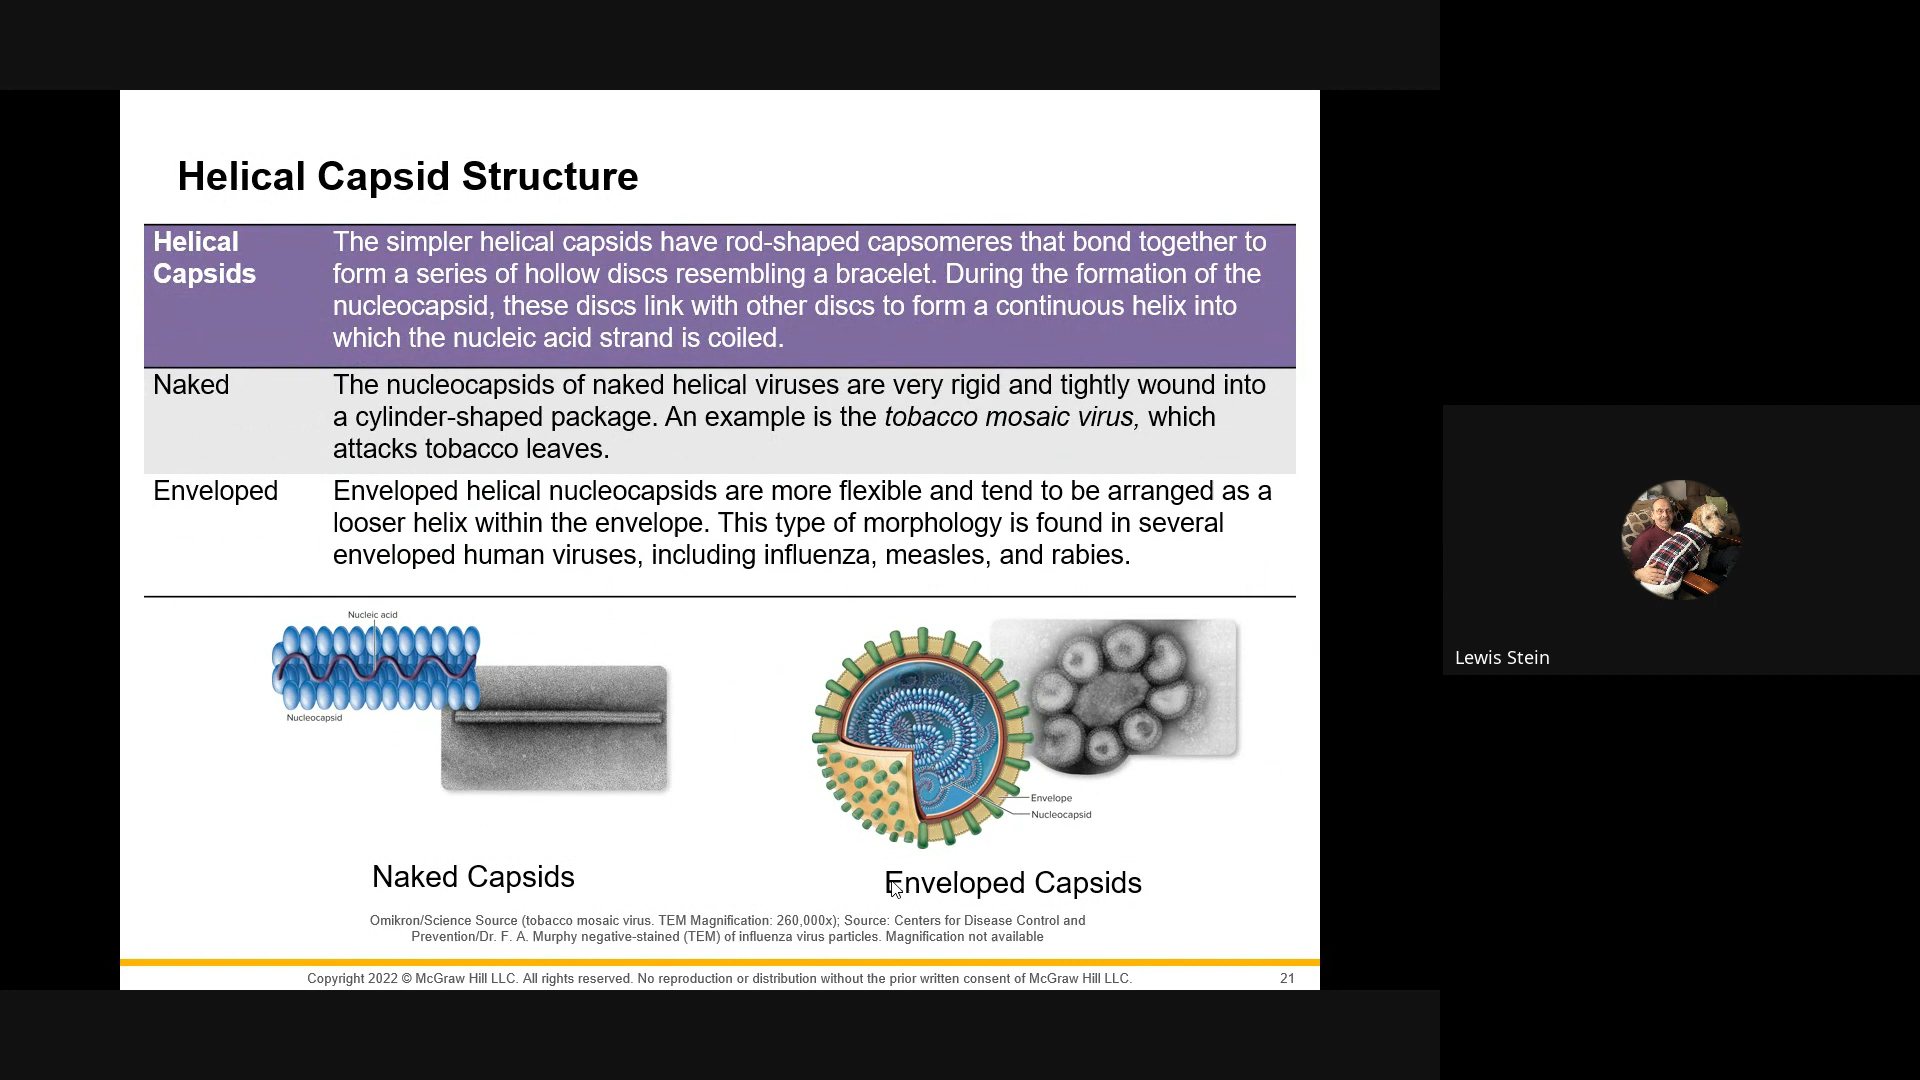 Helical Capsid Structure
Helical
Capsids
The simpler helical capsids have rod-shaped capsomeres that bond together to
form a series of hollow discs resembling a bracelet. During the formation of the
nucleocapsid, these discs link with other discs to form a continuous helix into
which the nucleic acid strand is coiled.
Naked
The nucleocapsids of naked helical viruses are very rigid and tightly wound into
a cylinder-shaped package. An example is the tobacco mosaic virus, which
attacks tobacco leaves.
Enveloped
Enveloped helical nucleocapsids are more flexible and tend to be arranged as a
looser helix within the envelope. This type of morphology is found in several
enveloped human viruses, including influenza, measles, and rabies.
Nucleic acid
Nucleocapsid
Envelope
Nucleocapsid
Naked Capsids
Enveloped Capsids
Omikron/Science Source (tobacco mosaic virus. TEM Magnification: 260,000x); Source: Centers for Disease Control and
Prevention/Dr. F. A. Murphy negative-stained (TEM) of influenza virus particles. Magnification not available
Copyright 2022 © McGraw Hill LLC. All rights reserved. No reproduction or distribution without the prior written consent of McGraw Hill LLC.
21
Lewis Stein